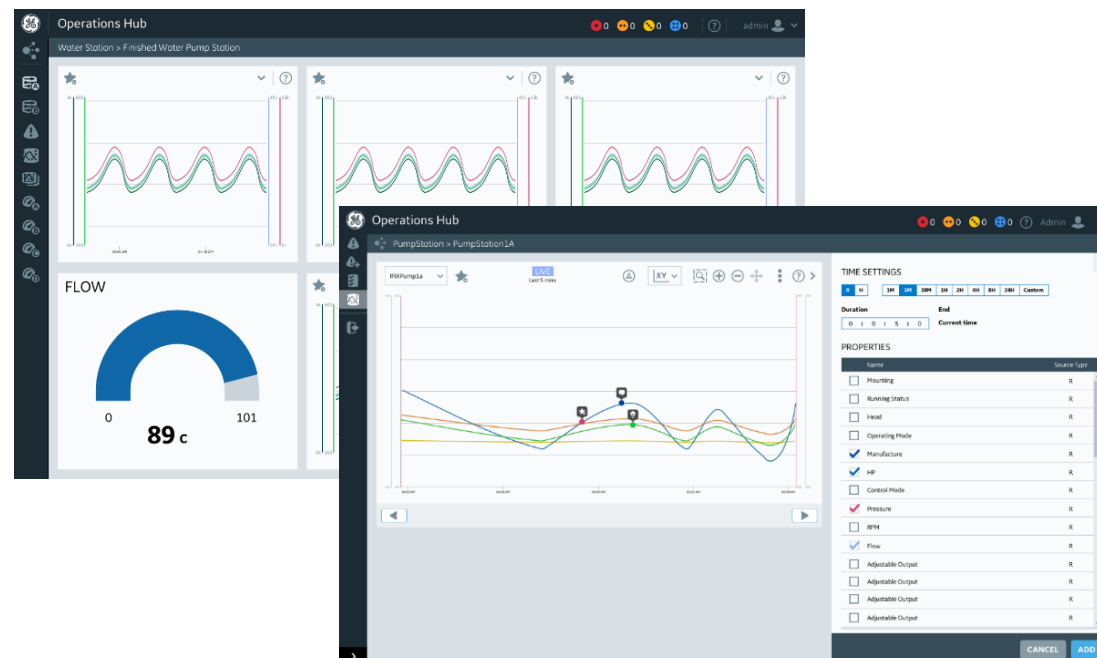 Operations Hub
0 0 0 0 ? admin
Water Station > Finished Water Pump Station
? ? ?
FLOW
0 101
89 c
Operations Hub
0 0 0 0 ? Admin
PumpStation > PumpStation1A
LIVE
Last 5 mins
XY
?
TIME SETTINGS
R H 1M 5M 30M 1H 2H 4H 8H 24H Custom
Duration End
0 : 0 : 5 : 0 Current time
PROPERTIES
Name Source Type
Mounting R
Running Status R
Head R
Operating Mode R
Manufacture R
HP R
Control Mode R
Pressure R
RPM R
Flow R
Adjustable Output R
Adjustable Output R
Adjustable Output R
Adjustable Output R
CANCEL ADD